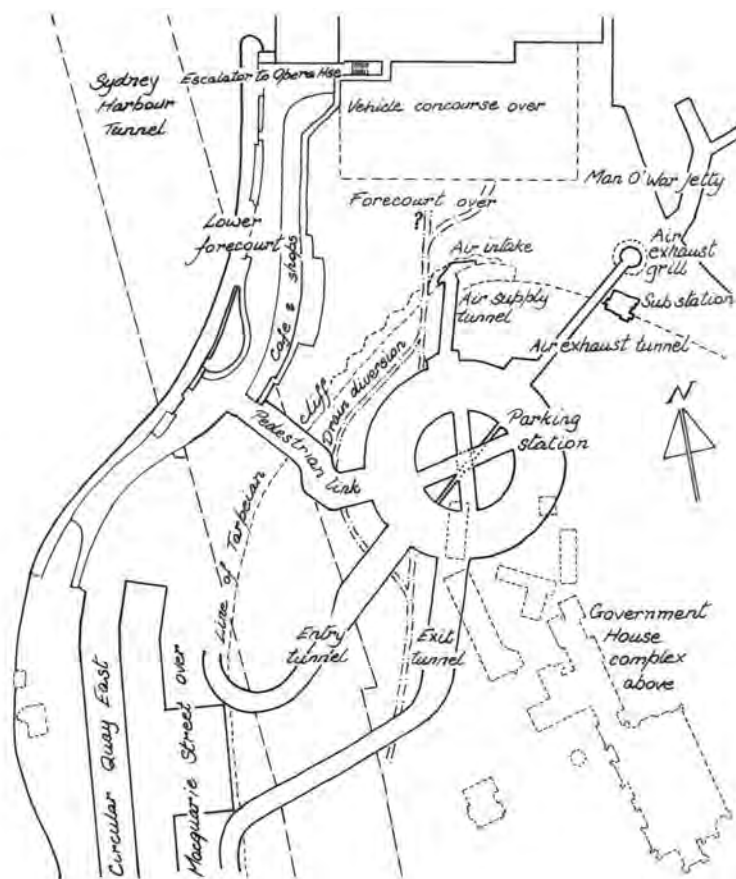 Sydney
Harbour
Tunnel
Escalator to Opera Hse
Vehicle concourse over
Man O'War Jetty
Forecourt over
?
Lower
forecourt
Air intake
Air
exhaust
grill
Cafe & shops
Air supply
tunnel
Sub station
Air exhaust tunnel
Cliff
Drain diversion
N
Parking
station
Pedestrian link
Line of Tarbeian
Entry
tunnel
Exit
tunnel
Government
House
complex
above
Circular Quay East
Macquarie Street over